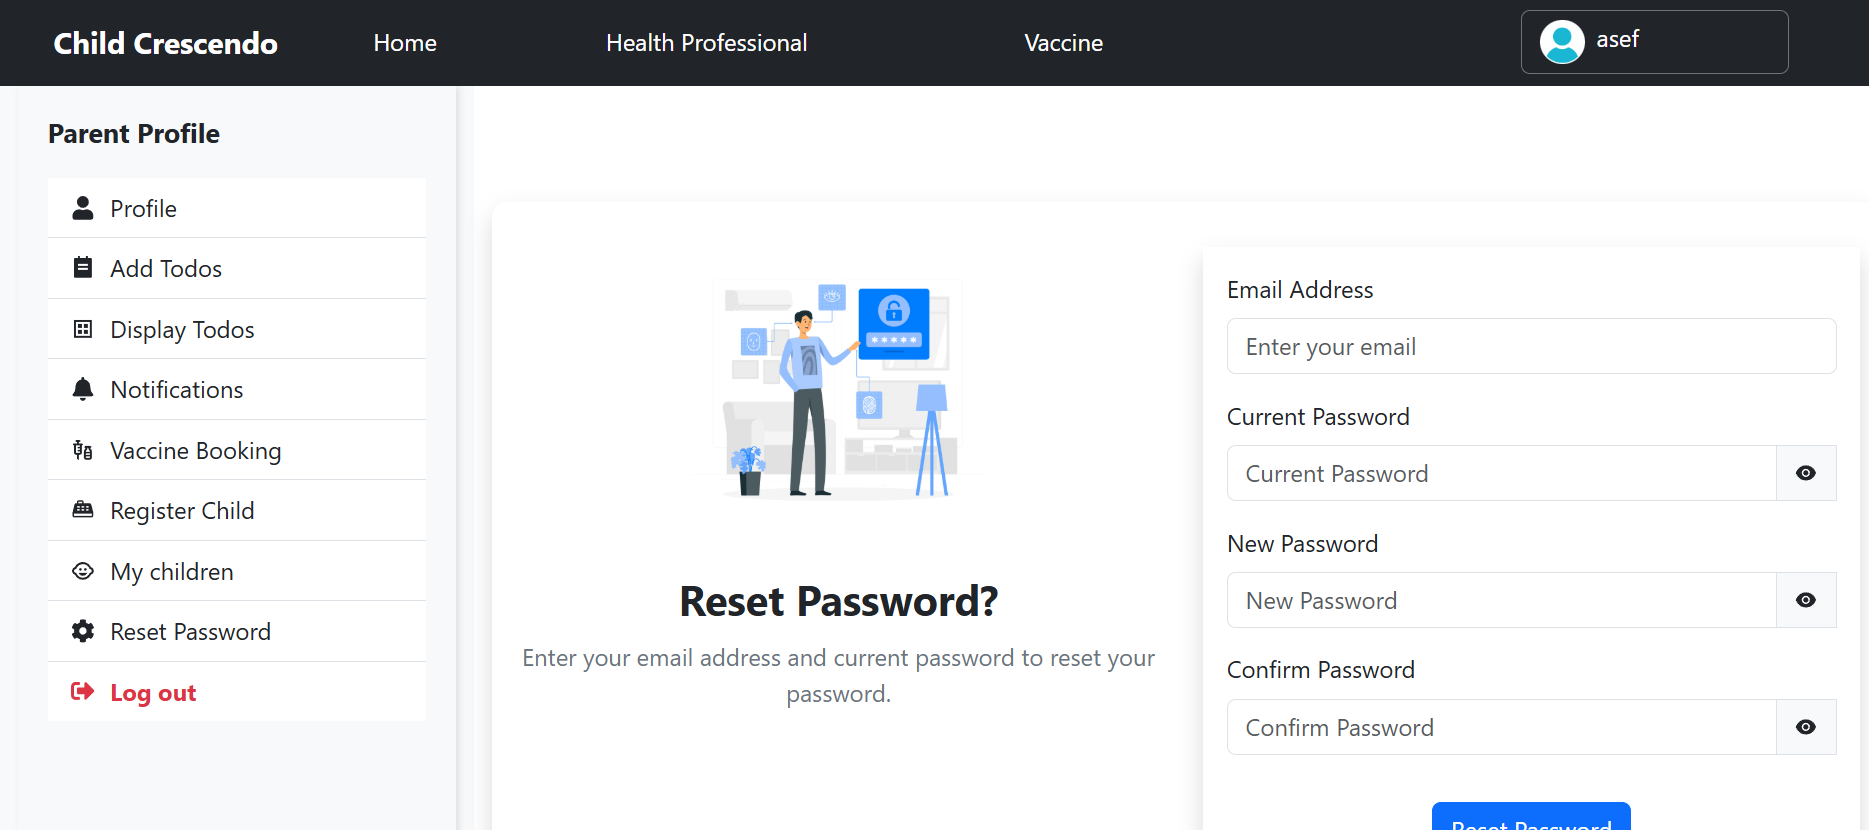 Child Crescendo
Home
Health Professional
Vaccine
asef
Parent Profile
Profile
Add Todos
Display Todos
Notifications
Vaccine Booking
Register Child
My children
Reset Password
Log out
*****
Reset Password?
Enter your email address and current password to reset your
password.
Email Address
Enter your email
Current Password
Current Password
New Password
New Password
Confirm Password
Confirm Password
Reset Password